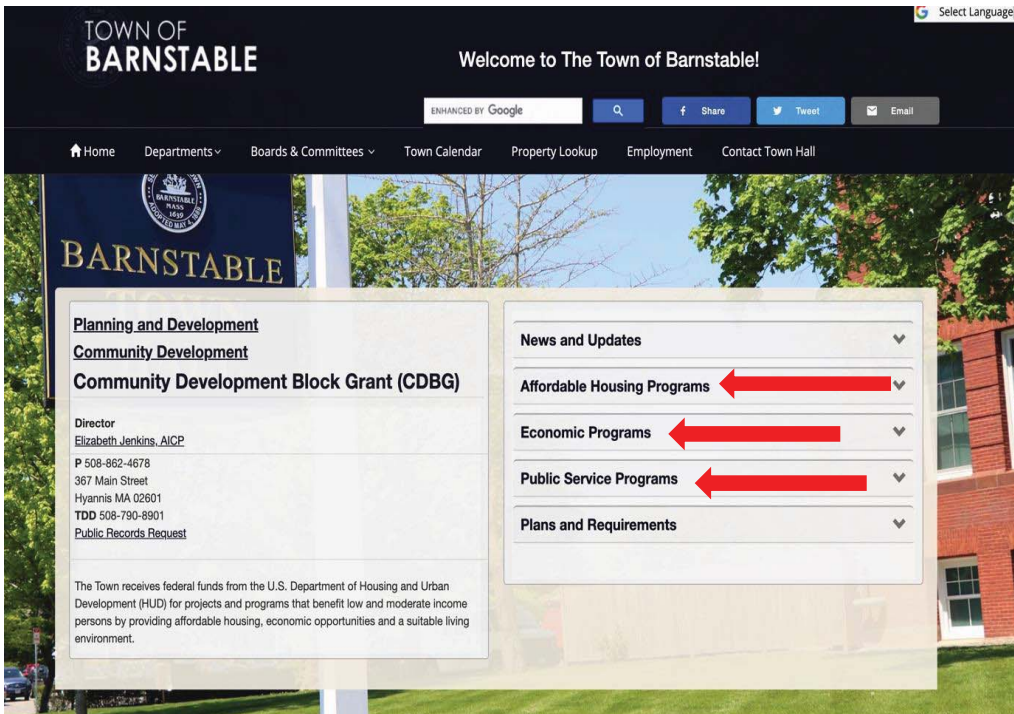 Select Language
TOWN OF
BARNSTABLE
Welcome to The Town of Barnstable!
ENHANCED BY Google
Share
Tweet
Email
Home
Departments
Boards & Committees
Town Calendar
Property Lookup
Employment
Contact Town Hall
BARNSTABLE
MASS
1639
BARNSTABLE
Planning and Development
Community Development
Community Development Block Grant (CDBG)
Director
Elizabeth Jenkins, AICP
P 508-862-4678
367 Main Street
Hyannis MA 02601
TDD 508-790-8901
Public Records Request
The Town receives federal funds from the U.S. Department of Housing and Urban
Development (HUD) for projects and programs that benefit low and moderate income
persons by providing affordable housing, economic opportunities and a suitable living
environment.
News and Updates
Affordable Housing Programs
Economic Programs
Public Service Programs
Plans and Requirements